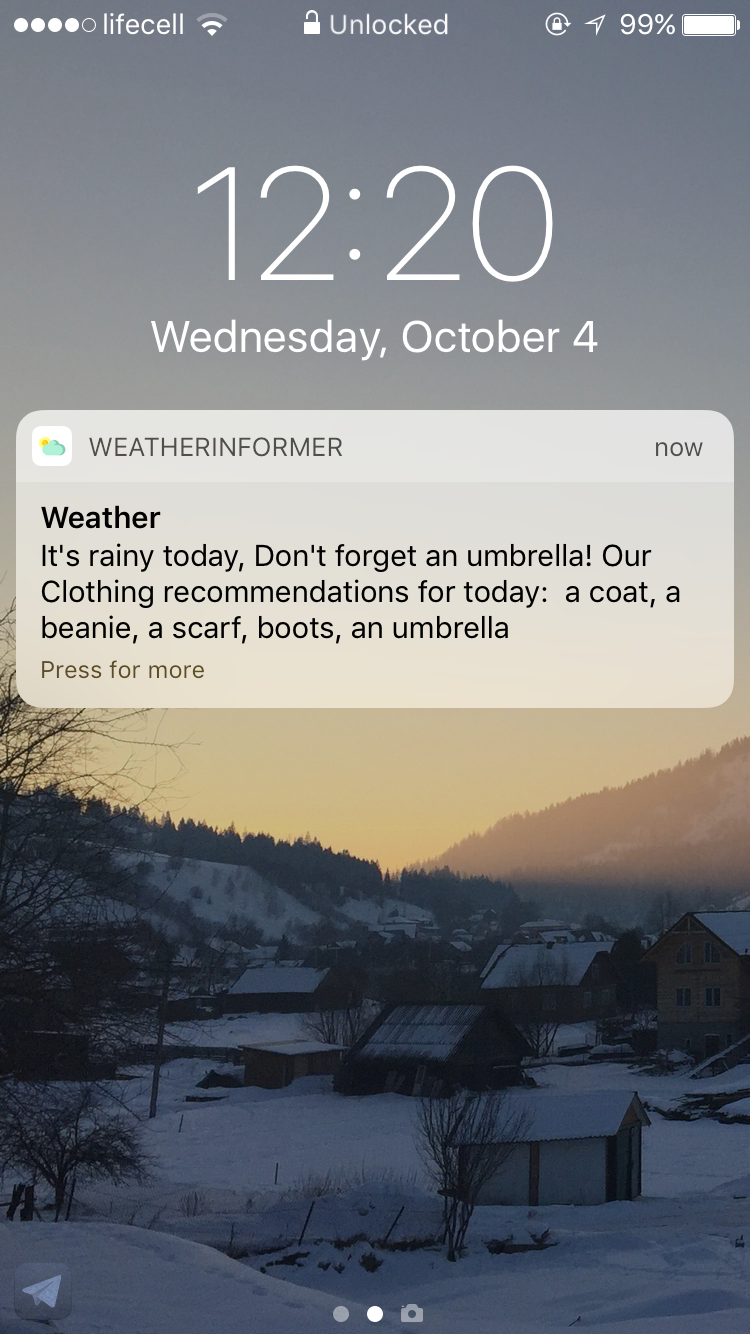 lifecell Unlocked 99%
12:20
Wednesday, October 4
WEATHERINFORMER now
Weather
It's rainy today, Don't forget an umbrella! Our
Clothing recommendations for today:  a coat, a
beanie, a scarf, boots, an umbrella
Press for more